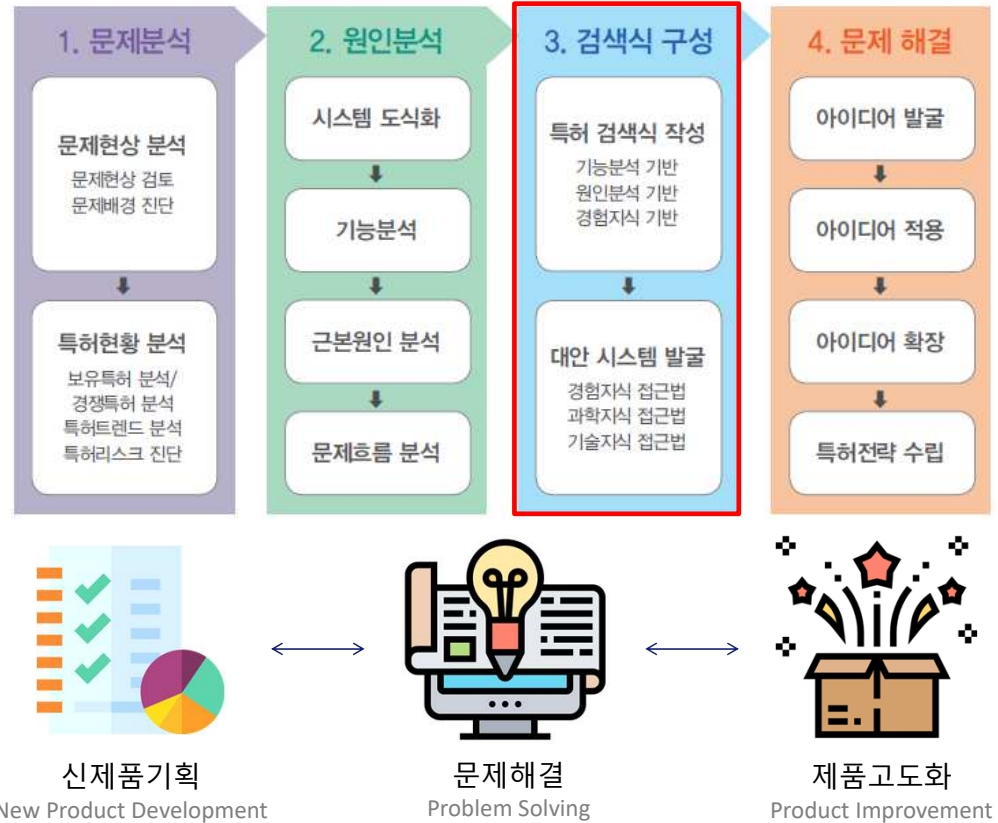 1. 문제분석
문제현상 분석
문제현상 검토
문제배경 진단
특허현황 분석
보유특허 분석/
경쟁특허 분석
특허트렌드 분석
특허리스크 진단
2. 원인분석
시스템 도식화
기능분석
근본원인 분석
문제흐름 분석
3. 검색식 구성
특허 검색식 작성
기능분석 기반
원인분석 기반
경험지식 기반
대안 시스템 발굴
경험지식 접근법
과학지식 접근법
기술지식 접근법
4. 문제 해결
아이디어 발굴
아이디어 적용
아이디어 확장
특허전략 수립
신제품기획
New Product Development
문제해결
Problem Solving
제품고도화
Product Improvement